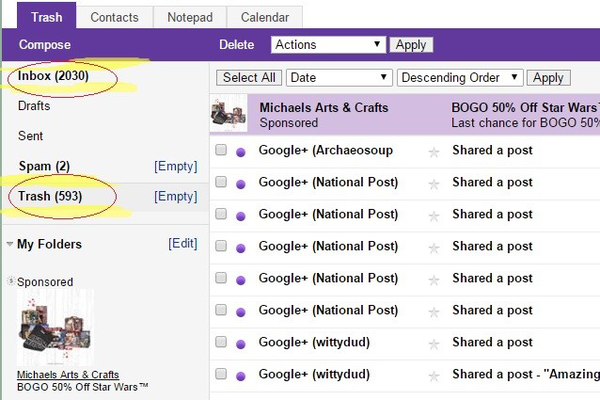 Trash Contacts Notepad Calendar
Compose Delete Actions Apply
Inbox (2030)
Drafts
Sent
Spam (2) [Empty]
Trash (593) [Empty]
My Folders [Edit]
Sponsored
Michaels Arts & Crafts
BOGO 50% Off Star Wars™
Select All Date Descending Order Apply
Michaels Arts & Crafts BOGO 50% Off Star Wars™
Sponsored Last chance for BOGO 50%
Google+ (Archaeosoup Shared a post
Google+ (National Post) Shared a post
Google+ (National Post) Shared a post
Google+ (National Post) Shared a post
Google+ (National Post) Shared a post
Google+ (National Post) Shared a post
Google+ (wittydud) Shared a post
Google+ (wittydud) Shared a post - "Amazing